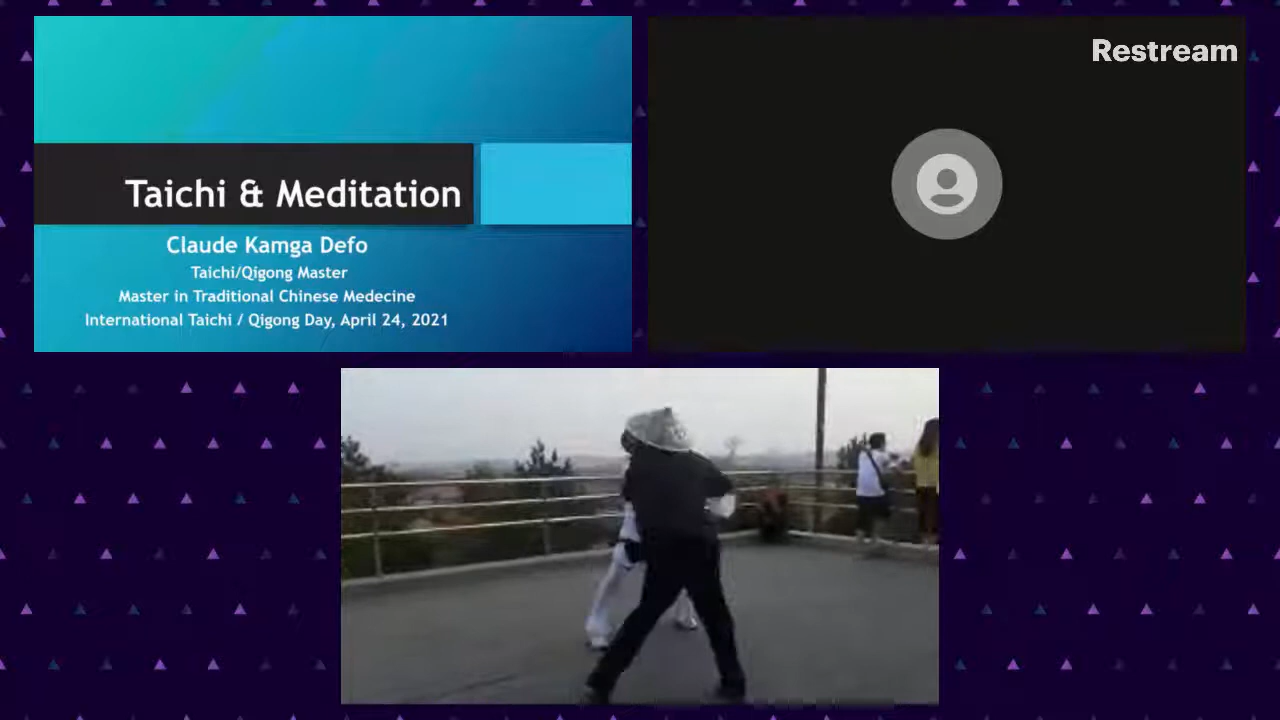 Restream
Taichi & Meditation
Claude Kamga Defo
Taichi/Qigong Master
Master in Traditional Chinese Medecine
International Taichi / Qigong Day, April 24, 2021